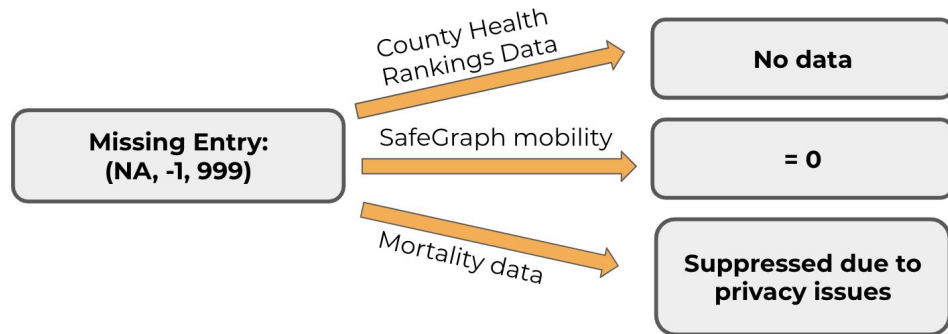 Missing Entry:
(NA, -1, 999)
County Health
Rankings Data
No data
SafeGraph mobility
= 0
Mortality data
Suppressed due to
privacy issues